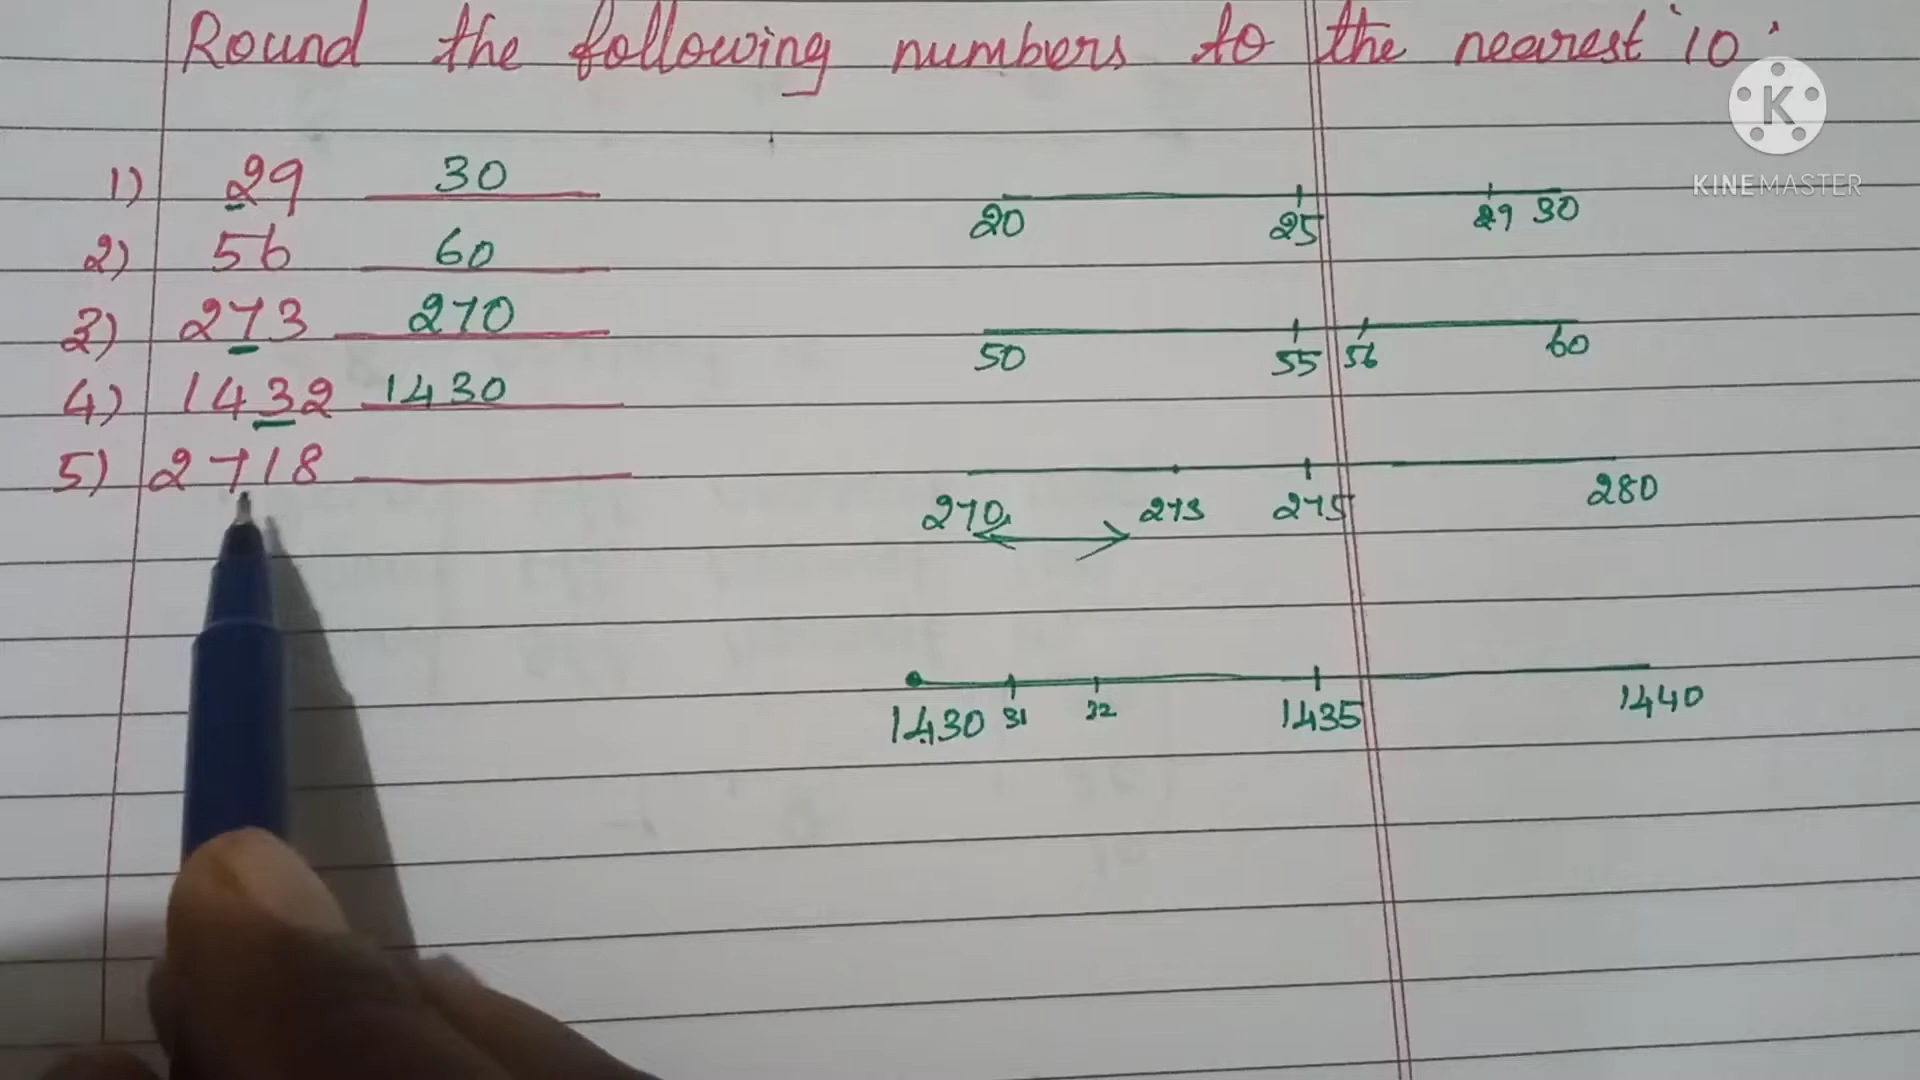 Round the following numbers to the nearest '10'.
1) 29 30
2) 56 60
3) 273 270
4) 1432 1430
5) 2718
20 25 29 30
50 55 56 60
270 273 275 280
1430 31 32 1435 1440
K
KINEMASTER